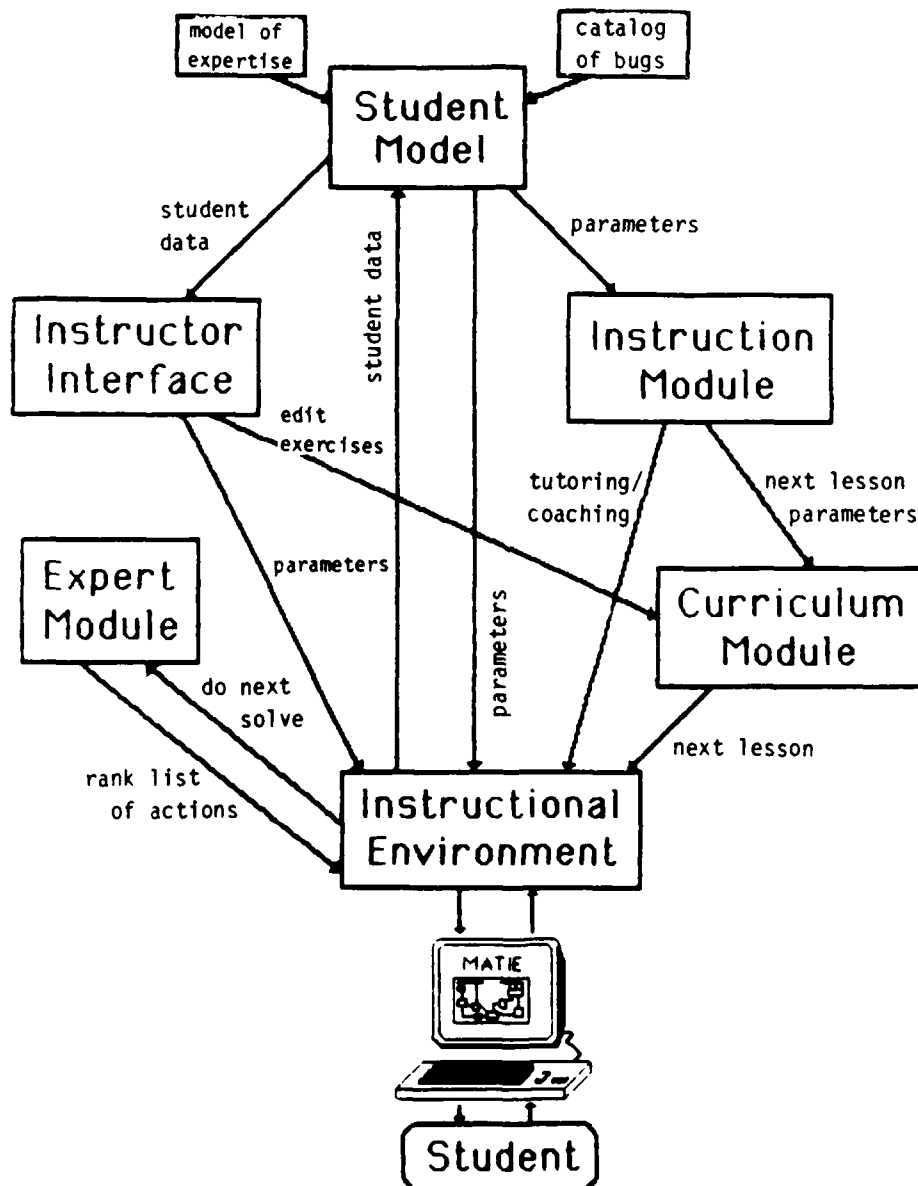 model of
expertise
catalog
of bugs
Student
Model
student
data
student data
parameters
Instructor
Interface
Instruction
Module
edit
exercises
tutoring/
coaching
next lesson
parameters
parameters
parameters
Expert
Module
Curriculum
Module
do next
solve
next lesson
rank list
of actions
Instructional
Environment
MATIE
Student